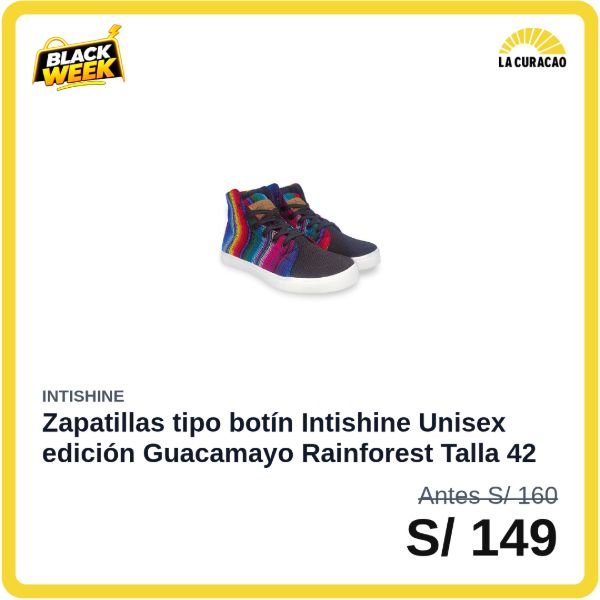 BLACK
WEEK
LA CURACAO
INTISHINE
Zapatillas tipo botín Intishine Unisex
edición Guacamayo Rainforest Talla 42
Antes S/ 160
S/ 149